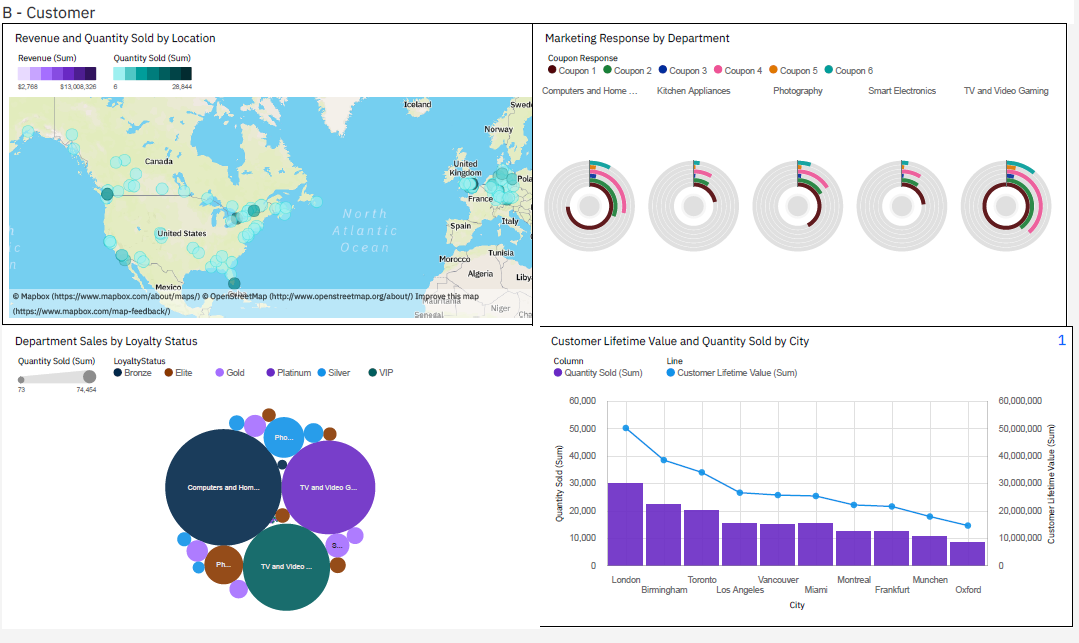 B - Customer
Revenue and Quantity Sold by Location
Revenue (Sum)
Quantity Sold (Sum)
$2,768
$13,008,326
6
28,844
Iceland
Swed
Norway
Canada
United
Kingdom
Pola
France
North
Atlantic
Ocean
United States
Spain
Italy
Morocco
Tunisia
Algeria
Liby
Mexico
Mauritania
Niger
Cha
Senegal
© Mapbox (https://www.mapbox.com/about/maps/) © OpenStreetMap (http://www.openstreetmap.org/about/) Improve this map
(https://www.mapbox.com/map-feedback/)
Marketing Response by Department
Coupon Response
Coupon 1
Coupon 2
Coupon 3
Coupon 4
Coupon 5
Coupon 6
Computers and Home ...
Kitchen Appliances
Photography
Smart Electronics
TV and Video Gaming
Department Sales by Loyalty Status
Quantity Sold (Sum)
73
74,454
LoyaltyStatus
Bronze
Elite
Gold
Platinum
Silver
VIP
Pho...
Computers and Hom...
TV and Video G...
S...
Ph...
TV and Video ...
Customer Lifetime Value and Quantity Sold by City
1
Column
Line
Quantity Sold (Sum)
Customer Lifetime Value (Sum)
60,000
50,000
40,000
30,000
20,000
10,000
0
Quantity Sold (Sum)
60,000,000
50,000,000
40,000,000
30,000,000
20,000,000
10,000,000
0
Customer Lifetime Value (Sum)
London
Birmingham
Toronto
Los Angeles
Vancouver
Miami
Montreal
Frankfurt
Munchen
Oxford
City